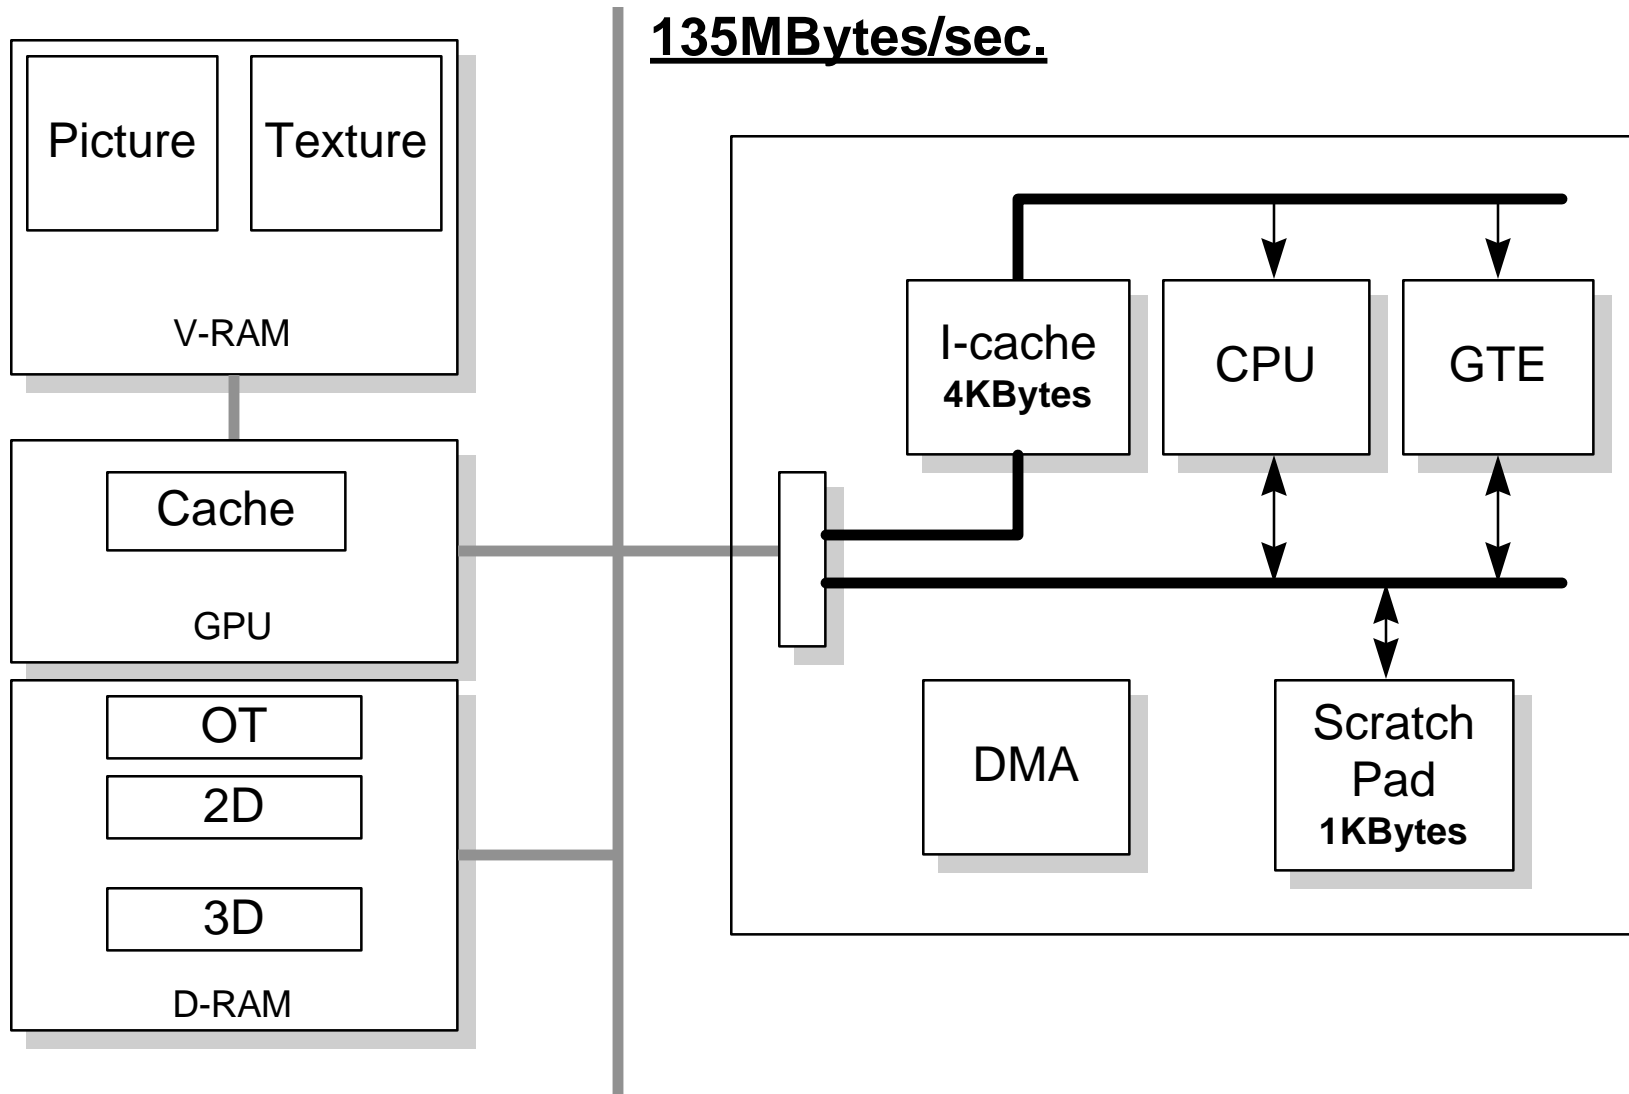 135MBytes/sec.
Picture
Texture
V-RAM
Cache
GPU
OT
2D
3D
D-RAM
I-cache
4KBytes
CPU
GTE
DMA
Scratch
Pad
1KBytes